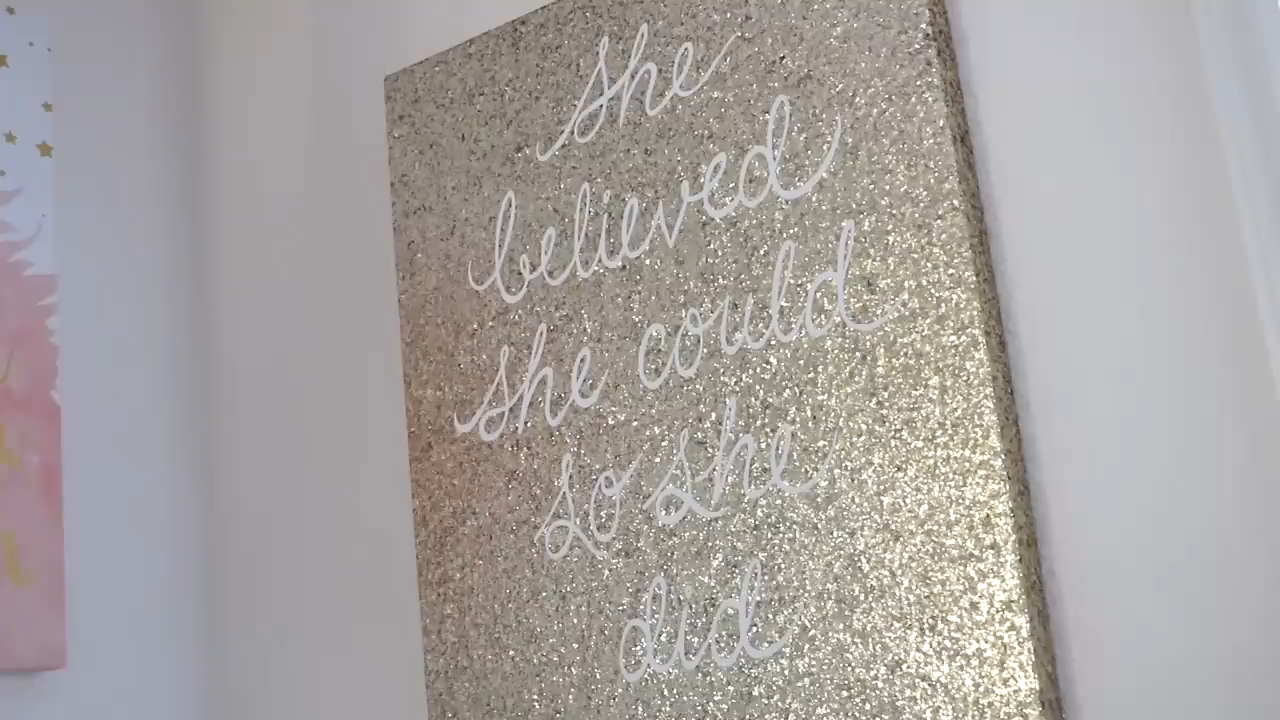 she
believed
she could
so she
did